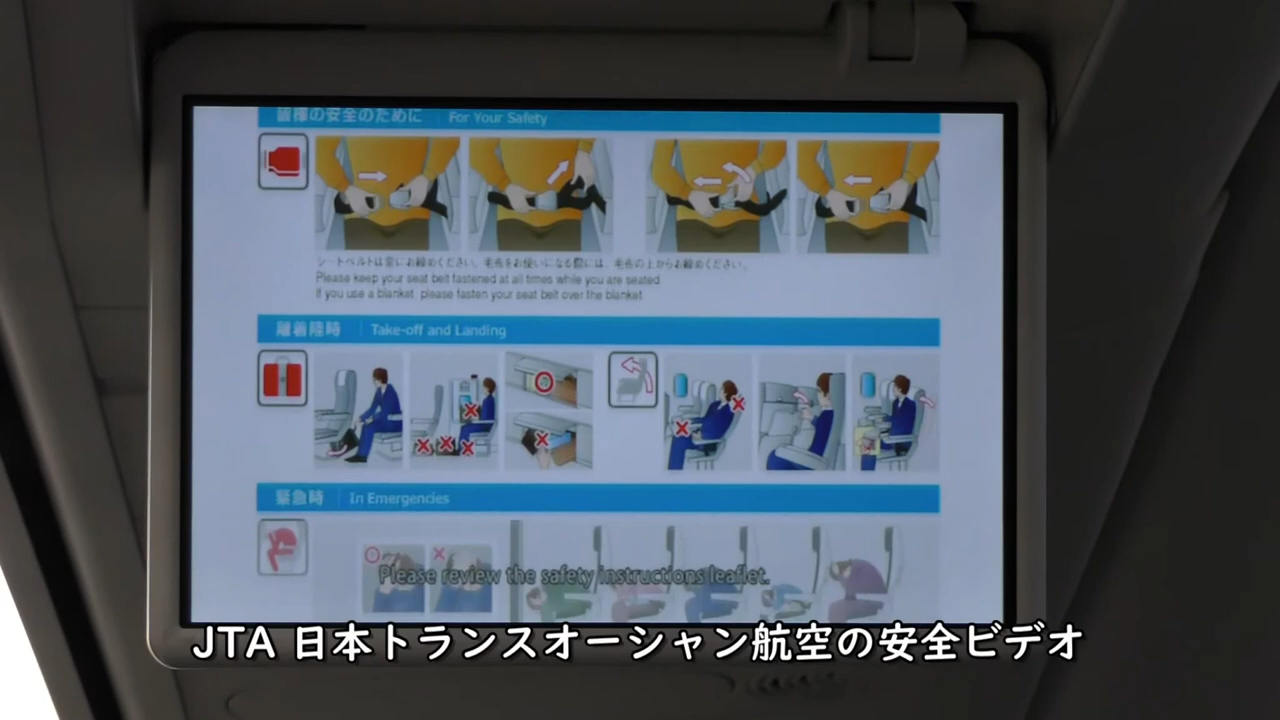 皆様の安全のために For Your Safety
シートベルトは常にお締めください。毛布をお使いになる際には、毛布の上からお締めください。
Please keep your seat belt fastened at all times while you are seated
If you use a blanket, please fasten your seat belt over the blanket
離着陸時 Take-off and Landing
緊急時 In Emergencies
Please review the safety instructions leaflet.
JTA 日本トランスオーシャン航空の安全ビデオ